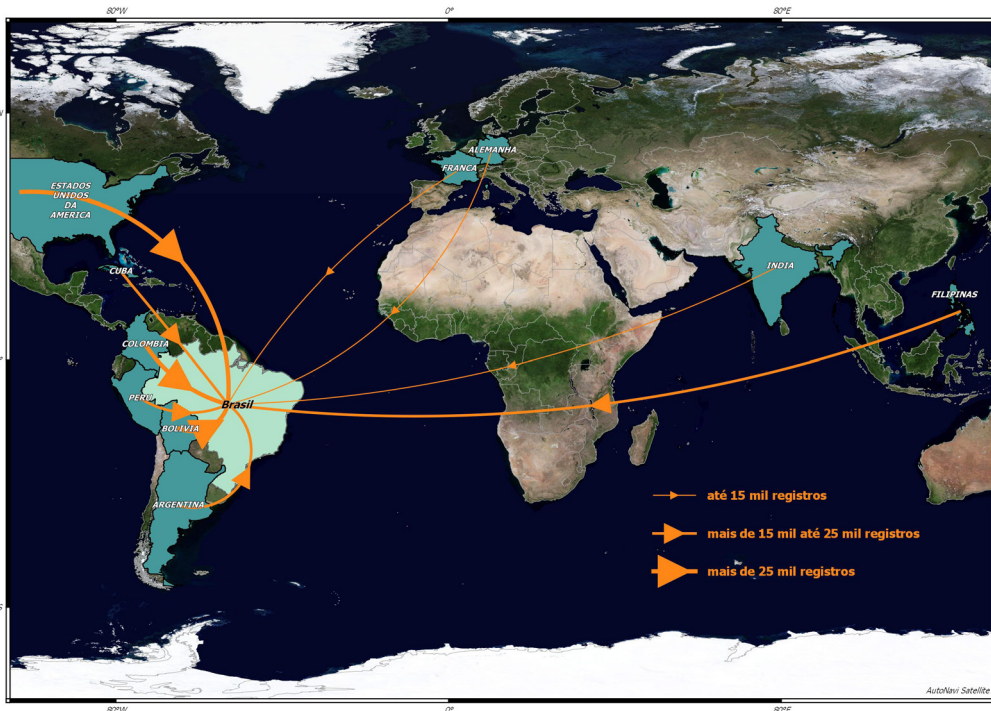 80°W 0° 80°E
ESTADOS
UNIDOS
DA
AMERICA
ALEMANHA
FRANCA
CUBA
INDIA
FILIPINAS
COLOMBIA
PERU
Brasil
BOLIVIA
ARGENTINA
até 15 mil registros
mais de 15 mil até 25 mil registros
mais de 25 mil registros
AutoNavi Satellite
80°W 0° 80°E